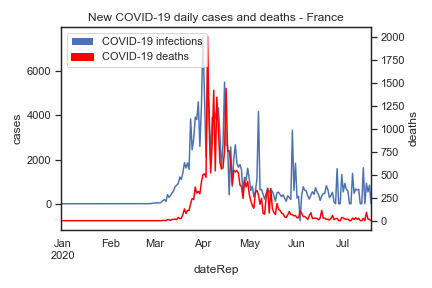 New COVID-19 daily cases and deaths - France
COVID-19 infections
COVID-19 deaths
6000
4000
2000
0
cases
2000
1750
1500
1250
1000
750
500
250
0
deaths
Jan Feb Mar Apr May Jun Jul
2020
dateRep